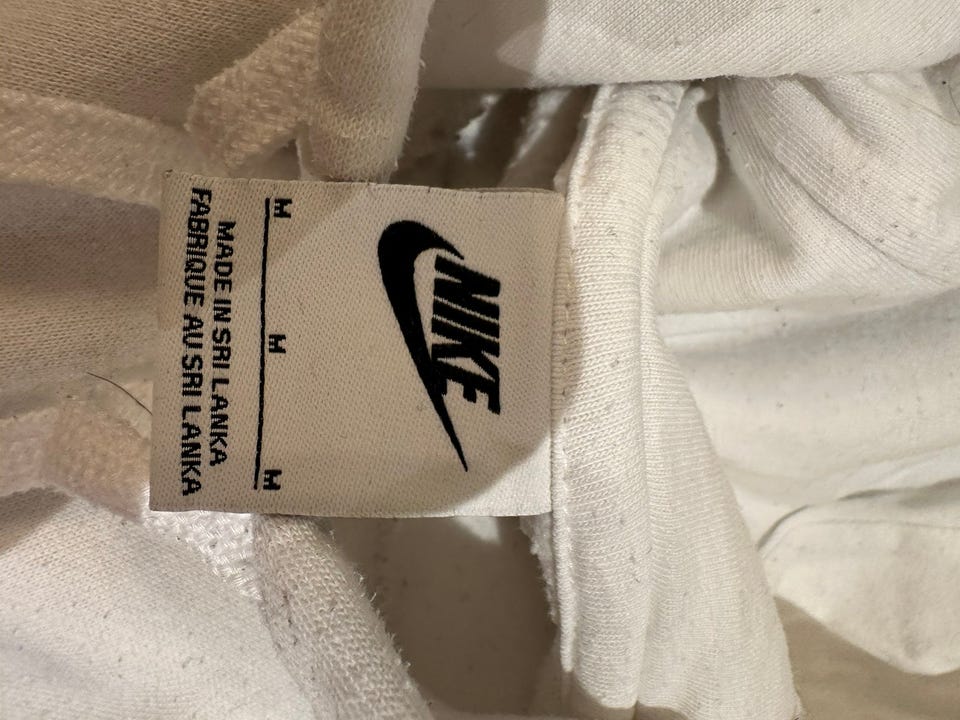 NIKE
M M M
MADE IN SRI LANKA
FABRIQUE AU SRI LANKA